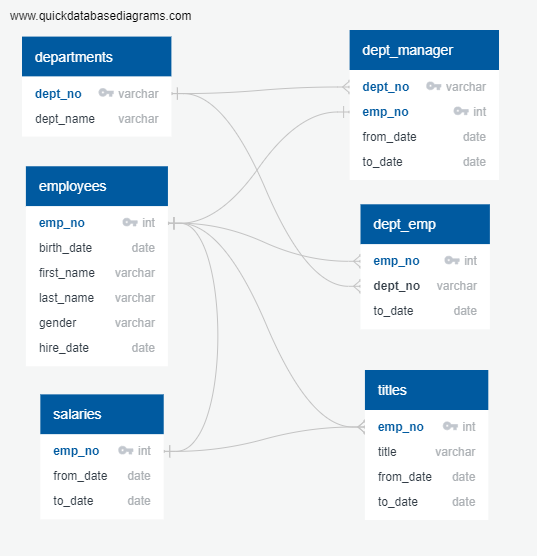 www.quickdatabasediagrams.com
departments
dept_no varchar
dept_name varchar
employees
emp_no int
birth_date date
first_name varchar
last_name varchar
gender varchar
hire_date date
salaries
emp_no int
from_date date
to_date date
dept_manager
dept_no varchar
emp_no int
from_date date
to_date date
dept_emp
emp_no int
dept_no varchar
to_date date
titles
emp_no int
title varchar
from_date date
to_date date